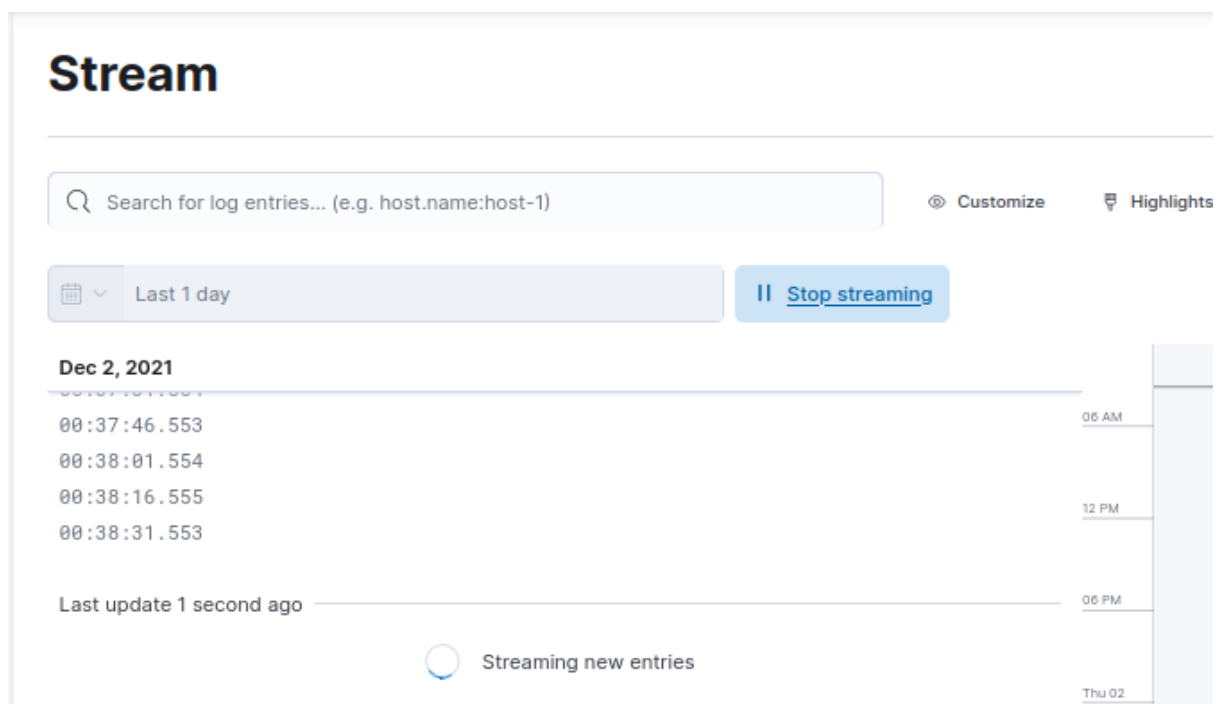 Stream
Search for log entries... (e.g. host.name:host-1)
Customize
Highlights
Last 1 day
Stop streaming
Dec 2, 2021
00:37:46.553
00:38:01.554
00:38:16.555
00:38:31.553
Last update 1 second ago
Streaming new entries
06 AM
12 PM
06 PM
Thu 02